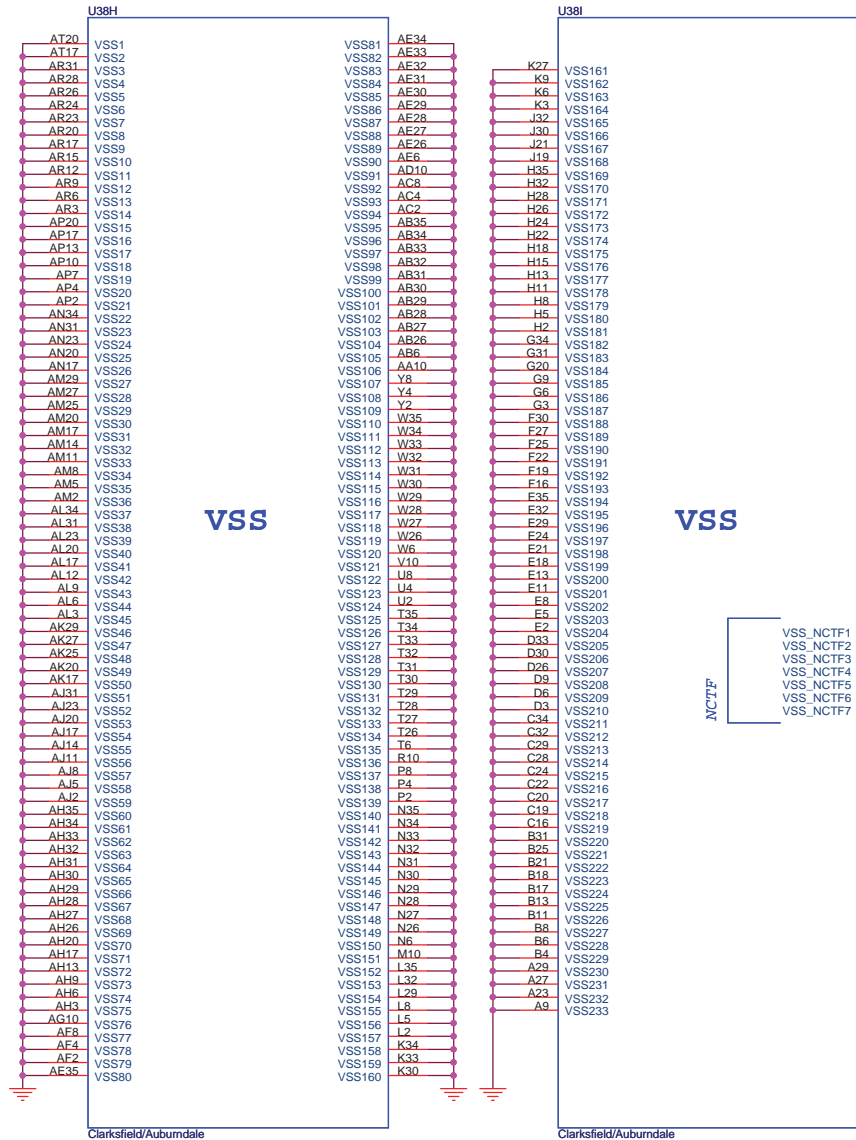 U38H
AT20 VSS1
AT17 VSS2
AR31 VSS3
AR28 VSS4
AR26 VSS5
AR24 VSS6
AR23 VSS7
AR20 VSS8
AR17 VSS9
AR15 VSS10
AR12 VSS11
AR9 VSS12
AR6 VSS13
AR3 VSS14
AP20 VSS15
AP17 VSS16
AP13 VSS17
AP10 VSS18
AP7 VSS19
AP4 VSS20
AP2 VSS21
AN34 VSS22
AN31 VSS23
AN23 VSS24
AN20 VSS25
AN17 VSS26
AM29 VSS27
AM27 VSS28
AM25 VSS29
AM20 VSS30
AM17 VSS31
AM14 VSS32
AM11 VSS33
AM8 VSS34
AM5 VSS35
AM2 VSS36
AL34 VSS37
AL31 VSS38
AL23 VSS39
AL20 VSS40
AL17 VSS41
AL12 VSS42
AL9 VSS43
AL6 VSS44
AL3 VSS45
AK29 VSS46
AK27 VSS47
AK25 VSS48
AK20 VSS49
AK17 VSS50
AJ31 VSS51
AJ23 VSS52
AJ20 VSS53
AJ17 VSS54
AJ14 VSS55
AJ11 VSS56
AJ8 VSS57
AJ5 VSS58
AJ2 VSS59
AH35 VSS60
AH34 VSS61
AH33 VSS62
AH32 VSS63
AH31 VSS64
AH30 VSS65
AH29 VSS66
AH28 VSS67
AH27 VSS68
AH26 VSS69
AH20 VSS70
AH17 VSS71
AH13 VSS72
AH9 VSS73
AH6 VSS74
AH3 VSS75
AG10 VSS76
AF8 VSS77
AF4 VSS78
AF2 VSS79
AE35 VSS80
VSS
VSS81 AE34
VSS82 AE33
VSS83 AE32
VSS84 AE31
VSS85 AE30
VSS86 AE29
VSS87 AE28
VSS88 AE27
VSS89 AE26
VSS90 AE6
VSS91 AD10
VSS92 AC8
VSS93 AC4
VSS94 AC2
VSS95 AB35
VSS96 AB34
VSS97 AB33
VSS98 AB32
VSS99 AB31
VSS100 AB30
VSS101 AB29
VSS102 AB28
VSS103 AB27
VSS104 AB26
VSS105 AB6
VSS106 AA10
VSS107 Y8
VSS108 Y4
VSS109 Y2
VSS110 W35
VSS111 W34
VSS112 W33
VSS113 W32
VSS114 W31
VSS115 W30
VSS116 W29
VSS117 W28
VSS118 W27
VSS119 W26
VSS120 W6
VSS121 V10
VSS122 U8
VSS123 U4
VSS124 U2
VSS125 T35
VSS126 T34
VSS127 T33
VSS128 T32
VSS129 T31
VSS130 T30
VSS131 T29
VSS132 T28
VSS133 T27
VSS134 T26
VSS135 T6
VSS136 R10
VSS137 P8
VSS138 P4
VSS139 P2
VSS140 N35
VSS141 N34
VSS142 N33
VSS143 N32
VSS144 N31
VSS145 N30
VSS146 N29
VSS147 N28
VSS148 N27
VSS149 N26
VSS150 N6
VSS151 M10
VSS152 L35
VSS153 L32
VSS154 L29
VSS155 L8
VSS156 L5
VSS157 L2
VSS158 K34
VSS159 K33
VSS160 K30
Clarksfield/Auburndale
U38I
K27 VSS161
K9 VSS162
K6 VSS163
K3 VSS164
J32 VSS165
J30 VSS166
J21 VSS167
J19 VSS168
H35 VSS169
H32 VSS170
H28 VSS171
H26 VSS172
H24 VSS173
H22 VSS174
H18 VSS175
H15 VSS176
H13 VSS177
H11 VSS178
H8 VSS179
H5 VSS180
H2 VSS181
G34 VSS182
G31 VSS183
G20 VSS184
G9 VSS185
G6 VSS186
G3 VSS187
F30 VSS188
F27 VSS189
F25 VSS190
F22 VSS191
F19 VSS192
F16 VSS193
E35 VSS194
E32 VSS195
E29 VSS196
E24 VSS197
E21 VSS198
E18 VSS199
E13 VSS200
E11 VSS201
E8 VSS202
E5 VSS203
E2 VSS204
D33 VSS205
D30 VSS206
D26 VSS207
D9 VSS208
D6 VSS209
D3 VSS210
C34 VSS211
C32 VSS212
C29 VSS213
C28 VSS214
C24 VSS215
C22 VSS216
C20 VSS217
C19 VSS218
C16 VSS219
B31 VSS220
B25 VSS221
B21 VSS222
B18 VSS223
B17 VSS224
B13 VSS225
B11 VSS226
B8 VSS227
B6 VSS228
B4 VSS229
A29 VSS230
A27 VSS231
A23 VSS232
A9 VSS233
VSS
NCTF
VSS_NCTF1
VSS_NCTF2
VSS_NCTF3
VSS_NCTF4
VSS_NCTF5
VSS_NCTF6
VSS_NCTF7
Clarksfield/Auburndale